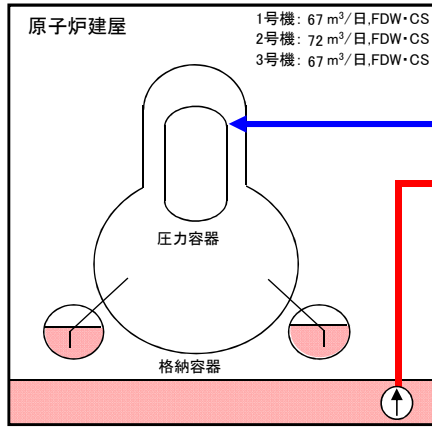 原子炉建屋
1号機: 67 m³/日,FDW・CS
2号機: 72 m³/日,FDW・CS
3号機: 67 m³/日,FDW・CS
圧力容器
格納容器